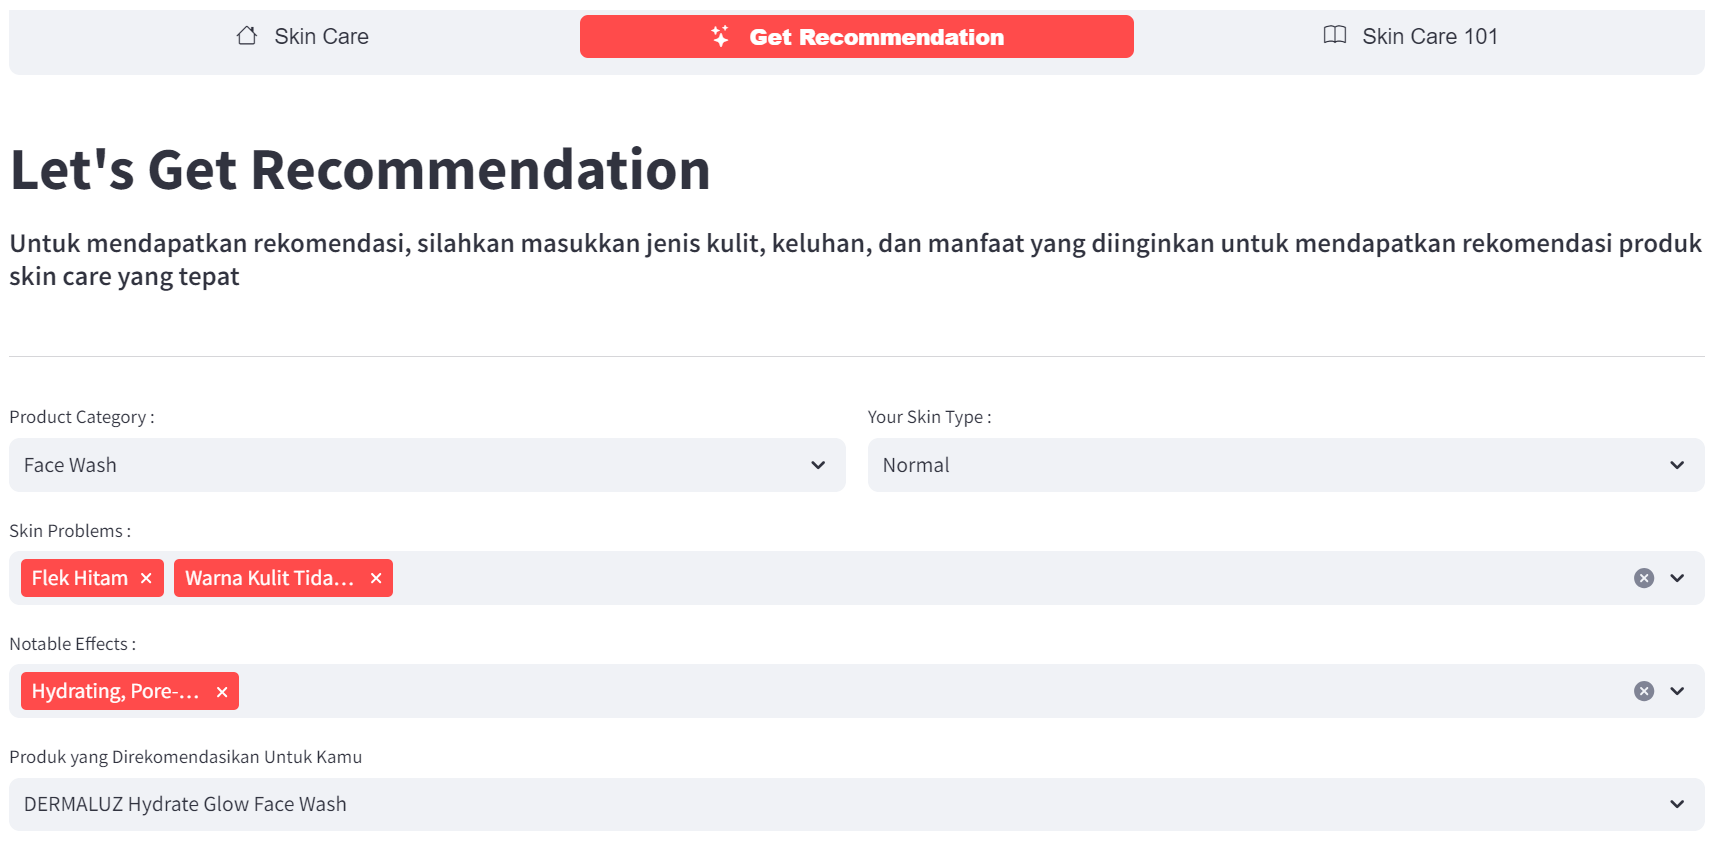 Skin Care
Get Recommendation
Skin Care 101
Let's Get Recommendation
Untuk mendapatkan rekomendasi, silahkan masukkan jenis kulit, keluhan, dan manfaat yang diinginkan untuk mendapatkan rekomendasi produk
skin care yang tepat
Product Category :
Your Skin Type :
Face Wash
Normal
Skin Problems :
Flek Hitam
Warna Kulit Tida...
Notable Effects :
Hydrating, Pore-...
Produk yang Direkomendasikan Untuk Kamu
DERMALUZ Hydrate Glow Face Wash